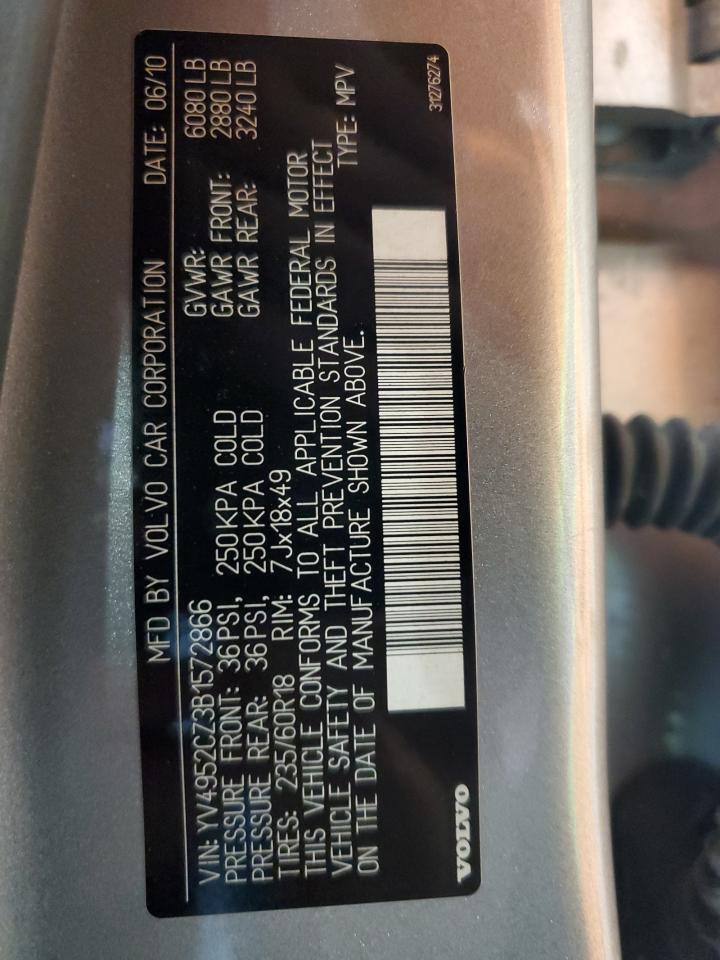 MFD BY VOLVO CAR CORPORATION DATE: 06/10
VIN: YV4952CZ3B1572866 GVWR: 6080 LB
PRESSURE FRONT: 36 PSI, 250 KPA COLD GAWR FRONT: 2880 LB
PRESSURE REAR: 36 PSI, 250 KPA COLD GAWR REAR: 3240 LB
TIRES: 235/60R18 RIM: 7Jx18x49
THIS VEHICLE CONFORMS TO ALL APPLICABLE FEDERAL MOTOR
VEHICLE SAFETY AND THEFT PREVENTION STANDARDS IN EFFECT
ON THE DATE OF MANUFACTURE SHOWN ABOVE. TYPE: MPV
VOLVO
31276274